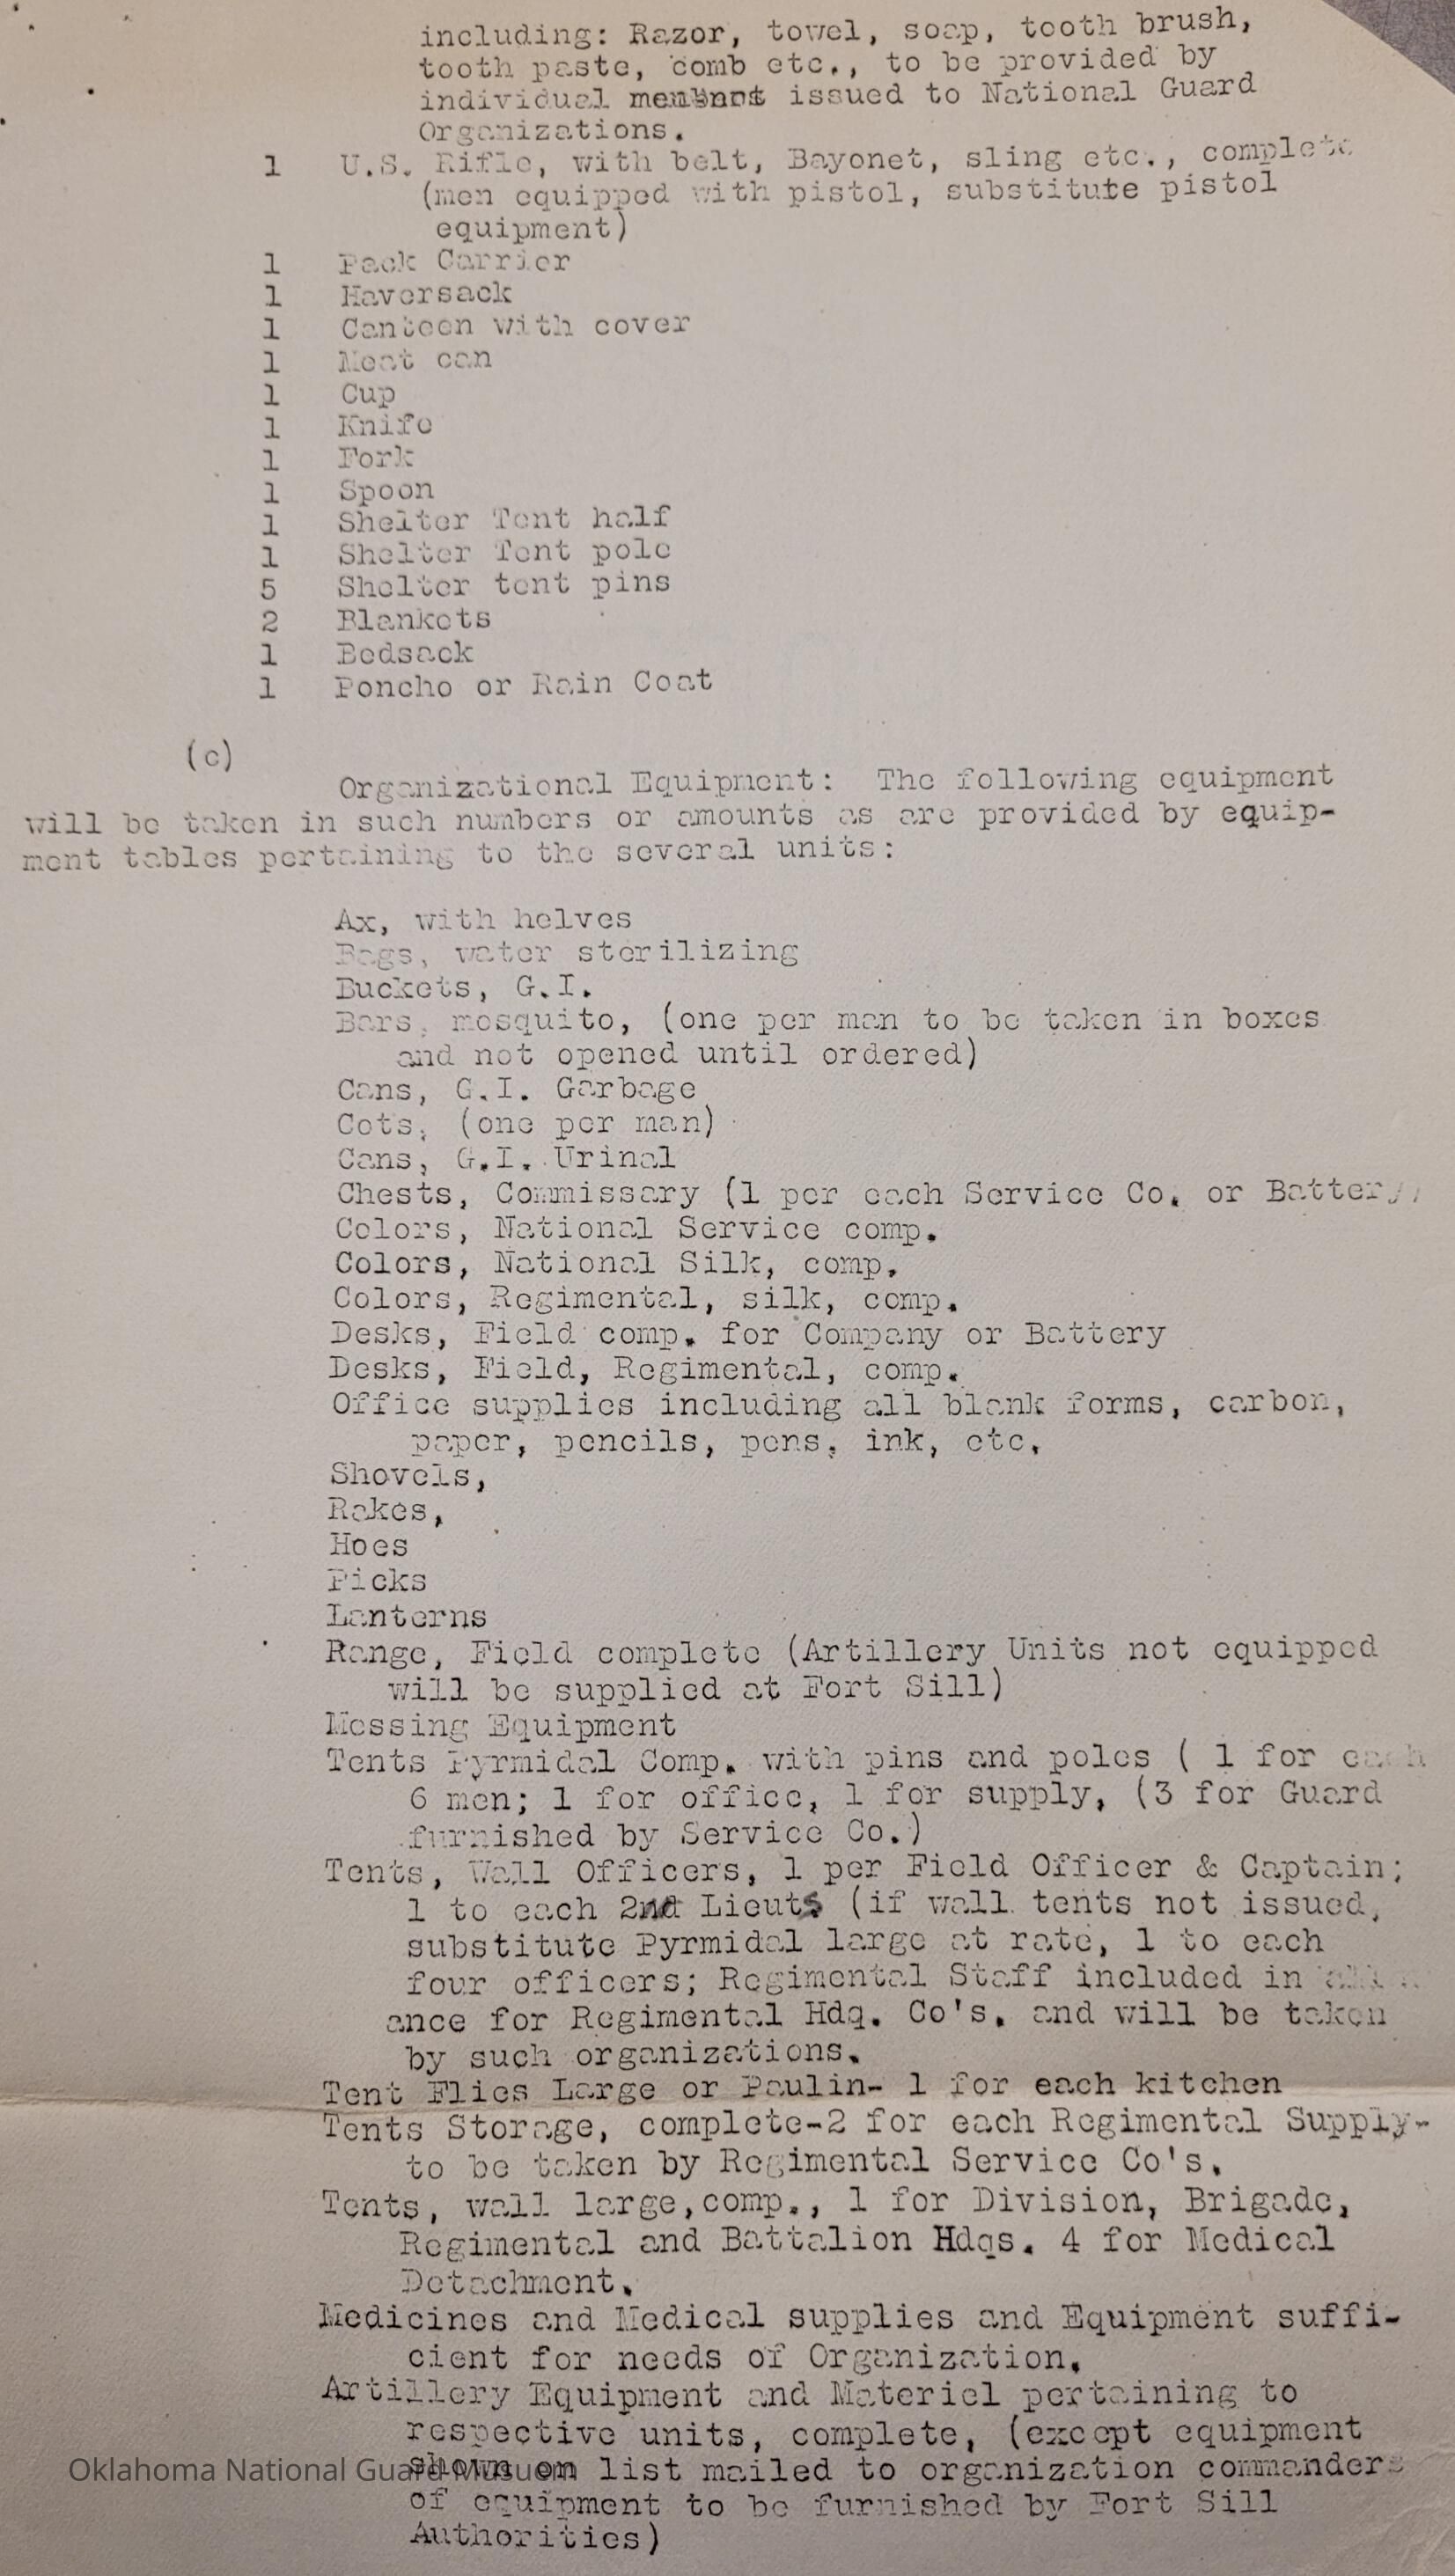 including: Razor, towel, soap, tooth brush,
tooth paste, comb etc., to be provided by
individual issued to National Guard
Organizations.
1 U.S. Rifle, with belt, Bayonet, sling etc., complete
(men equipped with pistol, substitute pistol
equipment)
1 Pack Carrier
1 Haversack
1 Canteen with cover
1 Meat can
1 Cup
1 Knife
1 Fork
1 Spoon
1 Shelter Tent half
1 Shelter Tent pole
5 Shelter tent pins
2 Blankets
1 Bedsack
1 Poncho or Rain Coat
(c)
Organizational Equipment: The following equipment
will be taken in such numbers or amounts as are provided by equip-
ment tables pertaining to the several units:
Ax, with helves
Bags, water sterilizing
Buckets, G.I.
Bars, mosquito, (one per man to be taken in boxes
and not opened until ordered)
Cans, G.I. Garbage
Cots, (one per man)
Cans, G.I. Urinal
Chests, Commissary (1 per each Service Co. or Battery)
Colors, National Service comp.
Colors, National Silk, comp.
Colors, Regimental, silk, comp.
Desks, Field comp. for Company or Battery
Desks, Field, Regimental, comp.
Office supplies including all blank forms, carbon,
paper, pencils, pens, ink, etc.
Shovels,
Rakes,
Hoes
Picks
Lanterns
Range, Field complete (Artillery Units not equipped
will be supplied at Fort Sill)
Messing Equipment
Tents Pyrmidal Comp. with pins and poles ( 1 for each
6 men; 1 for office, 1 for supply, (3 for Guard
furnished by Service Co.)
Tents, Wall Officers, 1 per Field Officer & Captain;
1 to each 2nd Lieuts (if wall tents not issued,
substitute Pyrmidal large at rate, 1 to each
four officers; Regimental Staff included in
ance for Regimental Hdq. Co's. and will be taken
by such organizations.
Tent Flies Large or Paulin- 1 for each kitchen
Tents Storage, complete-2 for each Regimental Supply-
to be taken by Regimental Service Co's.
Tents, wall large,comp., 1 for Division, Brigade,
Regimental and Battalion Hdqs. 4 for Medical
Detachment.
Medicines and Medical supplies and Equipment suffi-
cient for needs of Organization.
Artillery Equipment and Materiel pertaining to
respective units, complete, (except equipment
shown on list mailed to organization commanders
of equipment to be furnished by Fort Sill
Authorities)
Oklahoma National Guard Musuem